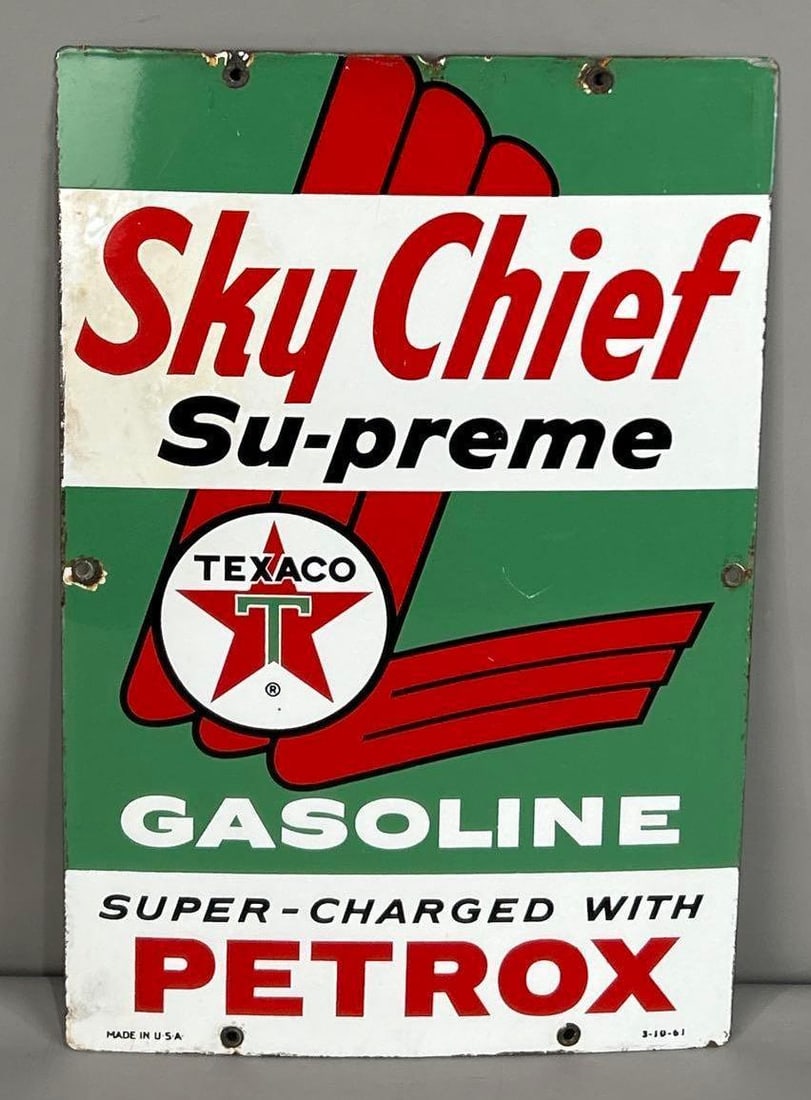 Sky Chief
Su-preme
TEXACO
T
®
GASOLINE
SUPER-CHARGED WITH
PETROX
MADE IN U·S·A· 3-10-61